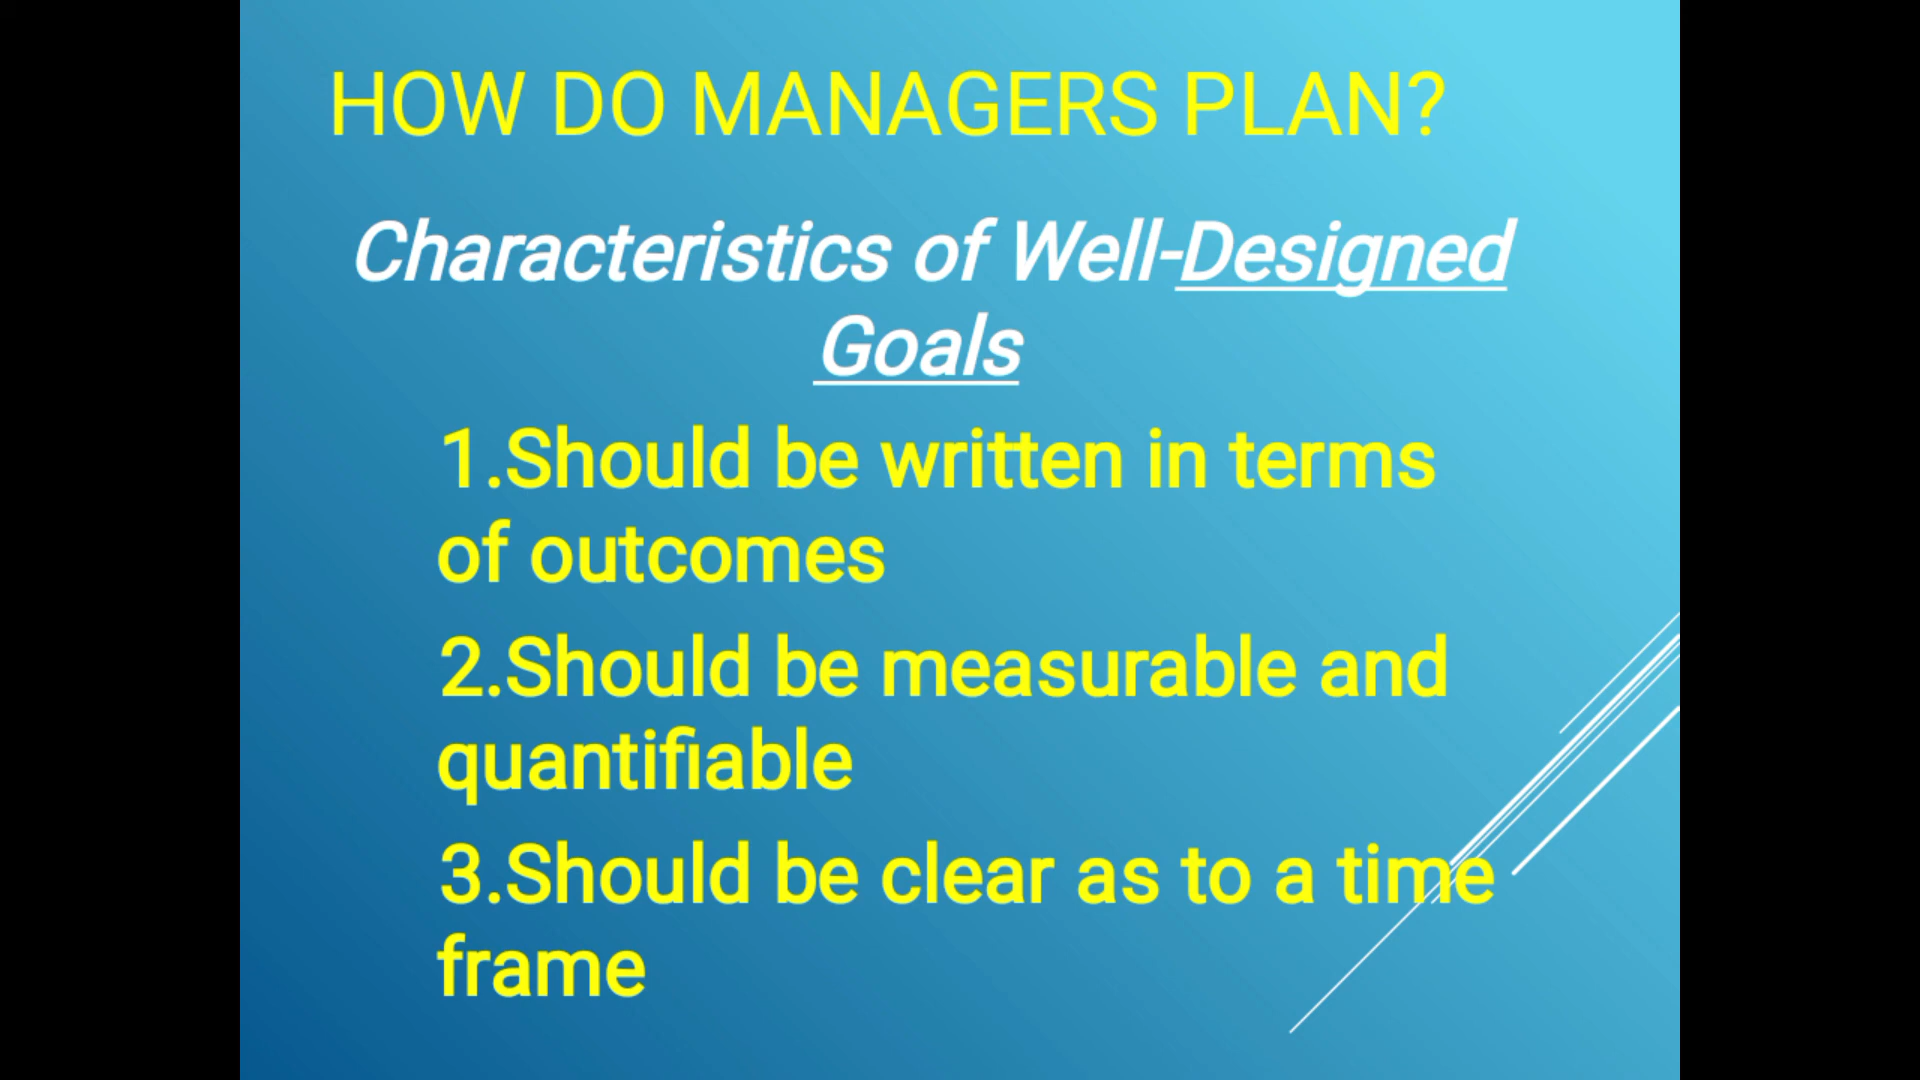 HOW DO MANAGERS PLAN?
Characteristics of Well-Designed
Goals
1.Should be written in terms
of outcomes
2.Should be measurable and
quantifiable
3.Should be clear as to a time
frame